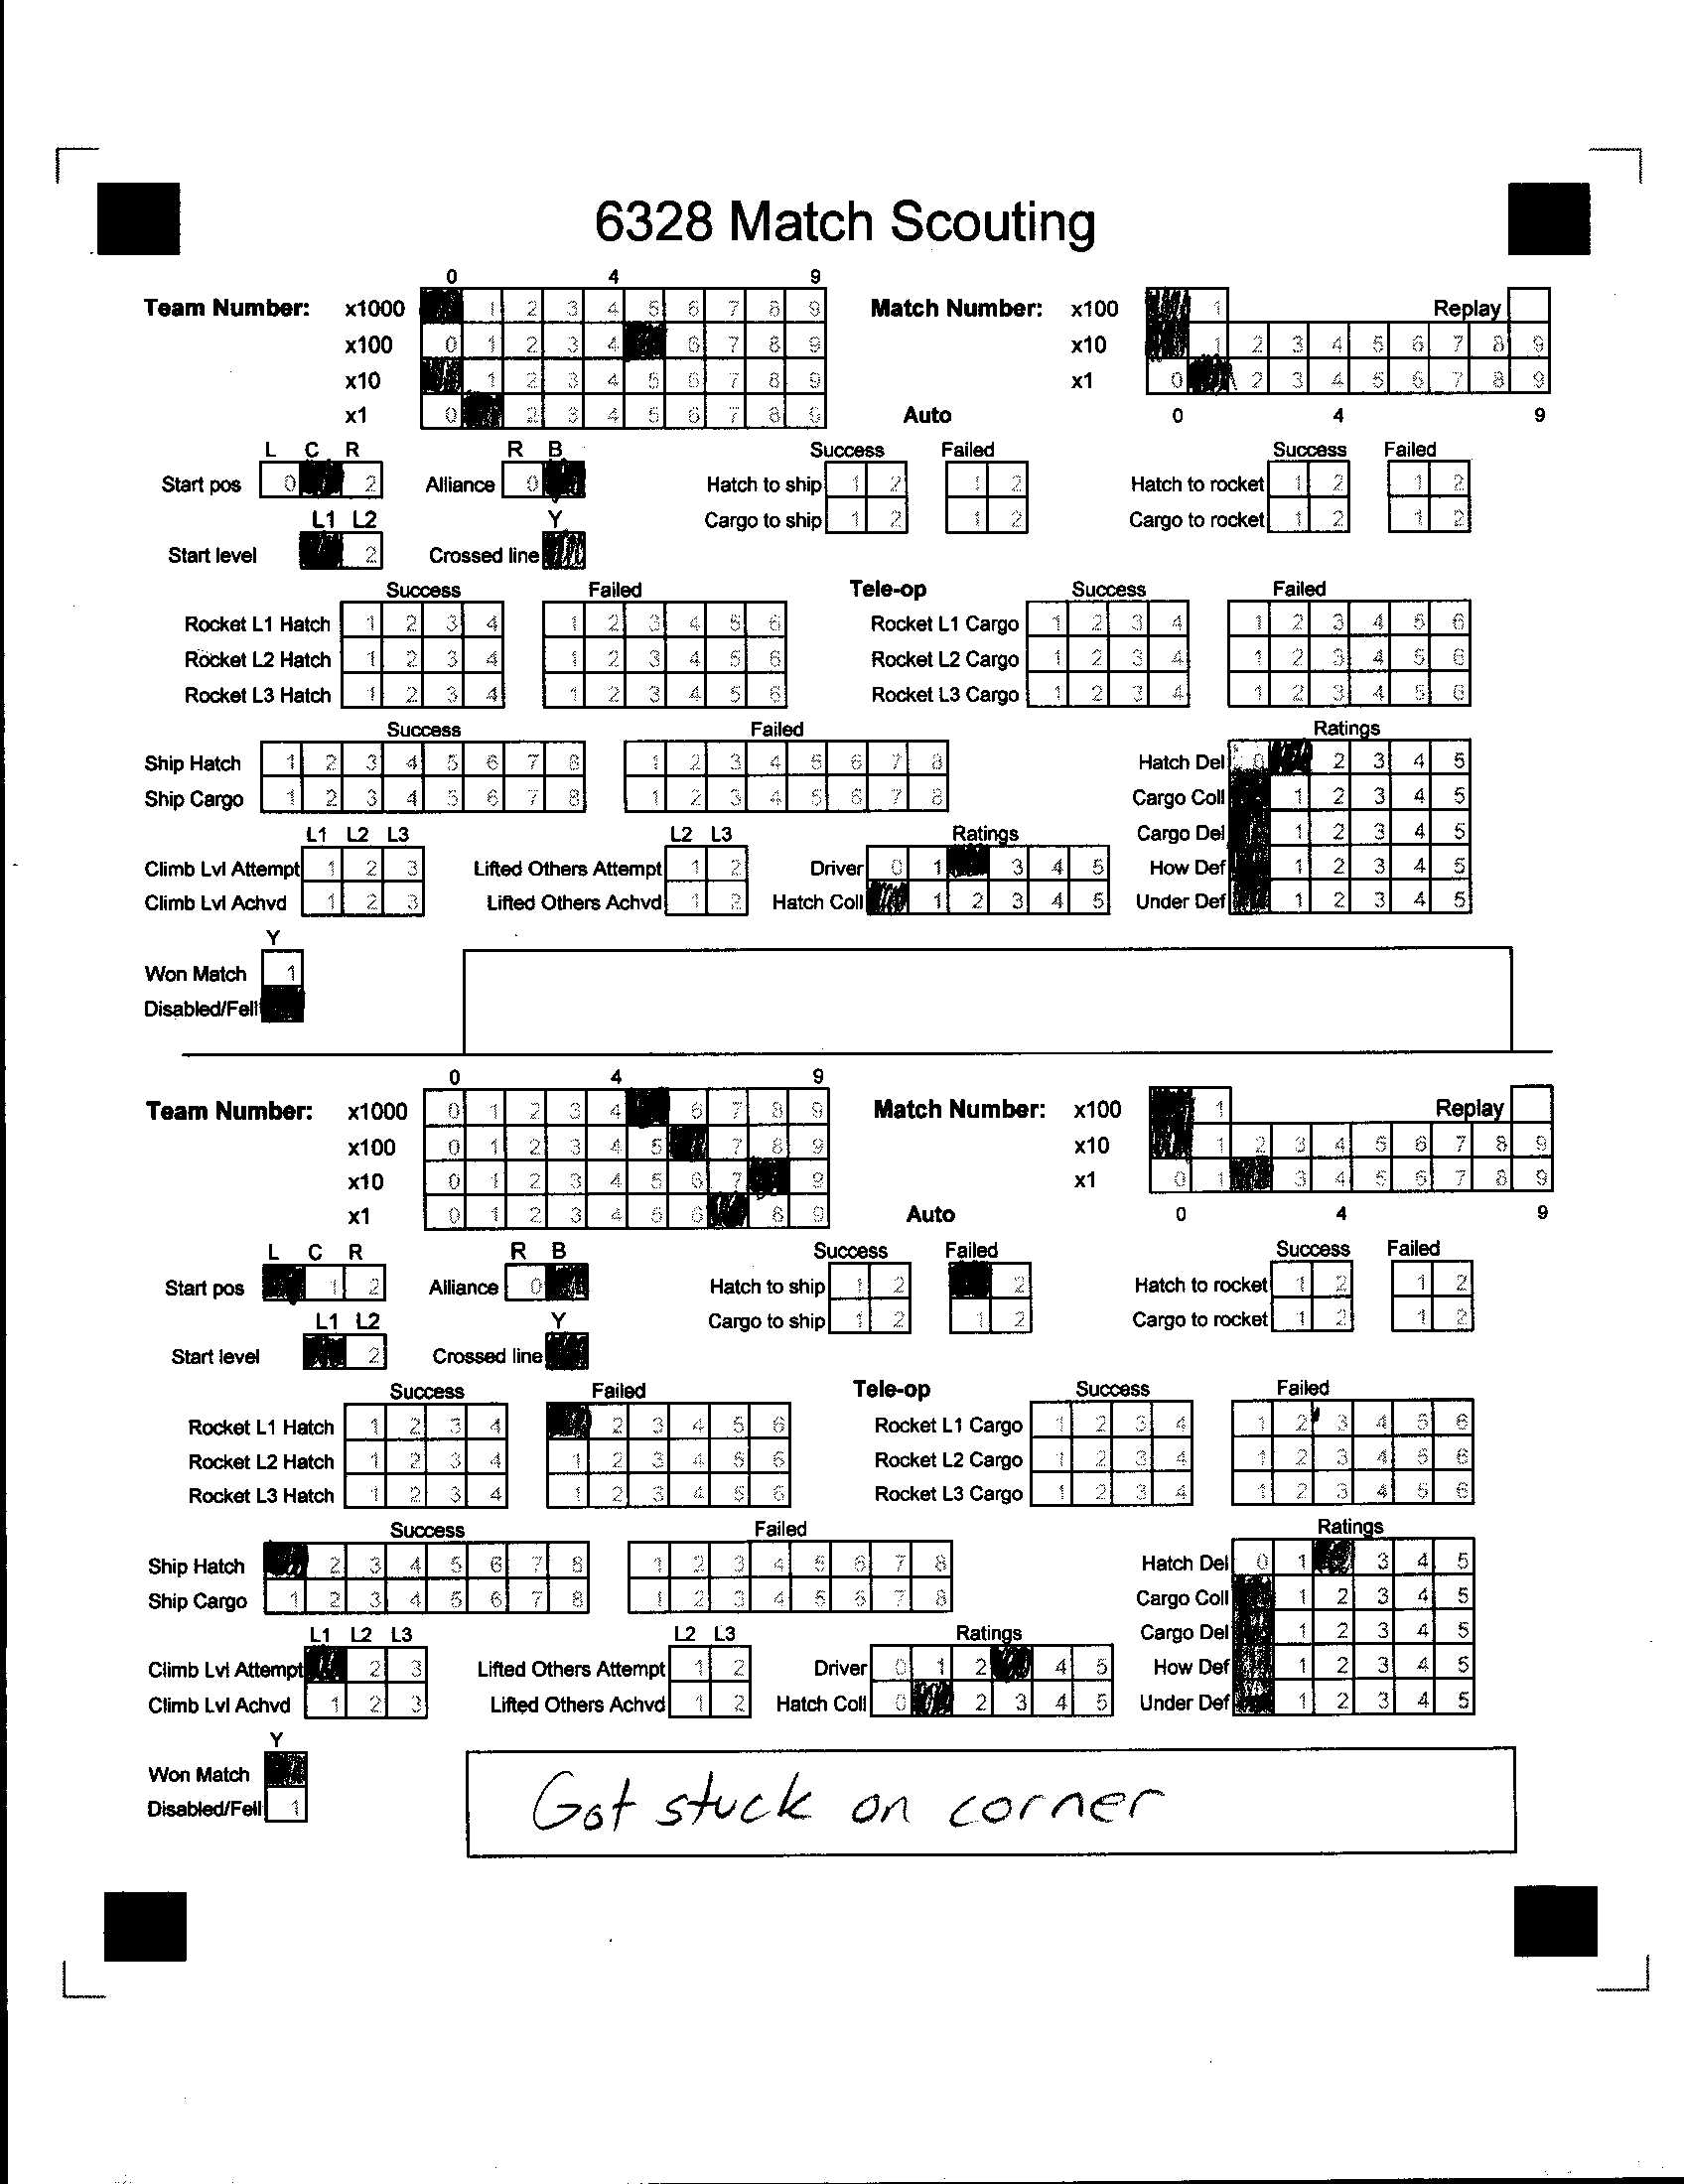 6328 Match Scouting
0 4 9
Team Number: x1000 1 2 3 4 5 6 7 8 9 Match Number: x100 1 Replay
x100 0 1 2 3 4 6 7 8 9 x10 1 2 3 4 5 6 7 8 9
x10 1 2 3 4 5 6 7 8 9 x1 0 2 3 4 5 6 7 8 9
x1 0 2 3 4 5 6 7 8 9 Auto 0 4 9
L C R R B Success Failed Success Failed
Start pos 0 2 Alliance 0 Hatch to ship 1 2 1 2 Hatch to rocket 1 2 1 2
L1 L2 Y Cargo to ship 1 2 1 2 Cargo to rocket 1 2 1 2
Start level 2 Crossed line
Success Failed Tele-op Success Failed
Rocket L1 Hatch 1 2 3 4 1 2 3 4 5 6 Rocket L1 Cargo 1 2 3 4 1 2 3 4 5 6
Rocket L2 Hatch 1 2 3 4 1 2 3 4 5 6 Rocket L2 Cargo 1 2 3 4 1 2 3 4 5 6
Rocket L3 Hatch 1 2 3 4 1 2 3 4 5 6 Rocket L3 Cargo 1 2 3 4 1 2 3 4 5 6
Success Failed Ratings
Ship Hatch 1 2 3 4 5 6 7 8 1 2 3 4 5 6 7 8 Hatch Del 0 2 3 4 5
Ship Cargo 1 2 3 4 5 6 7 8 1 2 3 4 5 6 7 8 Cargo Coll 1 2 3 4 5
L1 L2 L3 L2 L3 Ratings Cargo Del 1 2 3 4 5
Climb Lvl Attempt 1 2 3 Lifted Others Attempt 1 2 Driver 0 1 3 4 5 How Def 1 2 3 4 5
Climb Lvl Achvd 1 2 3 Lifted Others Achvd 1 2 Hatch Coll 1 2 3 4 5 Under Def 1 2 3 4 5
Y
Won Match 1
Disabled/Fell
0 4 9
Team Number: x1000 0 1 2 3 4 6 7 8 9 Match Number: x100 1 Replay
x100 0 1 2 3 4 5 7 8 9 x10 1 2 3 4 5 6 7 8 9
x10 0 1 2 3 4 5 6 7 9 x1 0 1 3 4 5 6 7 8 9
x1 0 1 2 3 4 5 6 8 9 Auto 0 4 9
L C R R B Success Failed Success Failed
Start pos 1 2 Alliance 0 Hatch to ship 1 2 2 Hatch to rocket 1 2 1 2
L1 L2 Y Cargo to ship 1 2 1 2 Cargo to rocket 1 2 1 2
Start level 2 Crossed line
Success Failed Tele-op Success Failed
Rocket L1 Hatch 1 2 3 4 2 3 4 5 6 Rocket L1 Cargo 1 2 3 4 1 2 3 4 5 6
Rocket L2 Hatch 1 2 3 4 1 2 3 4 5 6 Rocket L2 Cargo 1 2 3 4 1 2 3 4 5 6
Rocket L3 Hatch 1 2 3 4 1 2 3 4 5 6 Rocket L3 Cargo 1 2 3 4 1 2 3 4 5 6
Success Failed Ratings
Ship Hatch 2 3 4 5 6 7 8 1 2 3 4 5 6 7 8 Hatch Del 0 1 3 4 5
Ship Cargo 1 2 3 4 5 6 7 8 1 2 3 4 5 6 7 8 Cargo Coll 1 2 3 4 5
L1 L2 L3 L2 L3 Ratings Cargo Del 1 2 3 4 5
Climb Lvl Attempt 2 3 Lifted Others Attempt 1 2 Driver 0 1 2 4 5 How Def 1 2 3 4 5
Climb Lvl Achvd 1 2 3 Lifted Others Achvd 1 2 Hatch Coll 0 2 3 4 5 Under Def 1 2 3 4 5
Y
Won Match
Disabled/Fell 1
Got stuck on corner